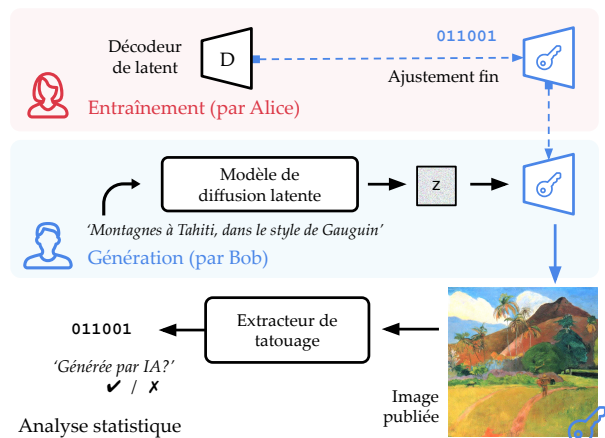 Décodeur
de latent
D
011001
Ajustement fin
Entraînement (par Alice)
Modèle de
diffusion latente
z
‘Montagnes à Tahiti, dans le style de Gauguin’
Génération (par Bob)
011001
Extracteur de
tatouage
‘Générée par IA?’
✔ / ✗
Image
publiée
Analyse statistique